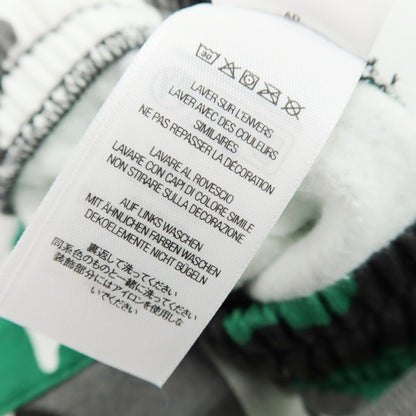 30
LAVER SUR L'ENVERS
LAVER AVEC DES COULEURS
SIMILAIRES
NE PAS REPASSER LA DÉCORATION
LAVARE AL ROVESCIO
LAVARE CON CAPI DI COLORE SIMILE
NON STIRARE SULLA DECORAZIONE
AUF LINKS WASCHEN
MIT ÄHNLICHEN FARBEN WASCHEN
DEKOELEMENTE NICHT BÜGELN
裏返して洗ってください
同系色のものと一緒に洗ってください
装飾部分にはアイロンを使用しな
いでください